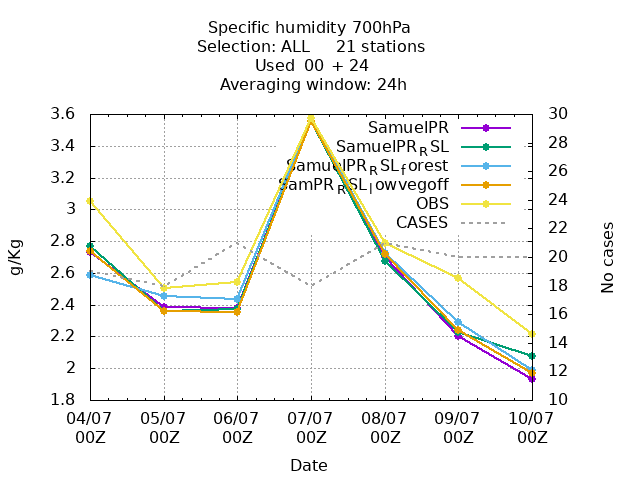 Specific humidity 700hPa
Selection: ALL 21 stations
Used 00 + 24
Averaging window: 24h
g/Kg
3.6
3.4
3.2
3
2.8
2.6
2.4
2.2
2
1.8
SamuelPR
SamuelPR_RSL
SamuelPR_RSL_forest
SamPR_RSL_lowvegoff
OBS
CASES
30
28
26
24
22
20
18
16
14
12
10
No cases
04/07 05/07 06/07 07/07 08/07 09/07 10/07
00Z 00Z 00Z 00Z 00Z 00Z 00Z
Date